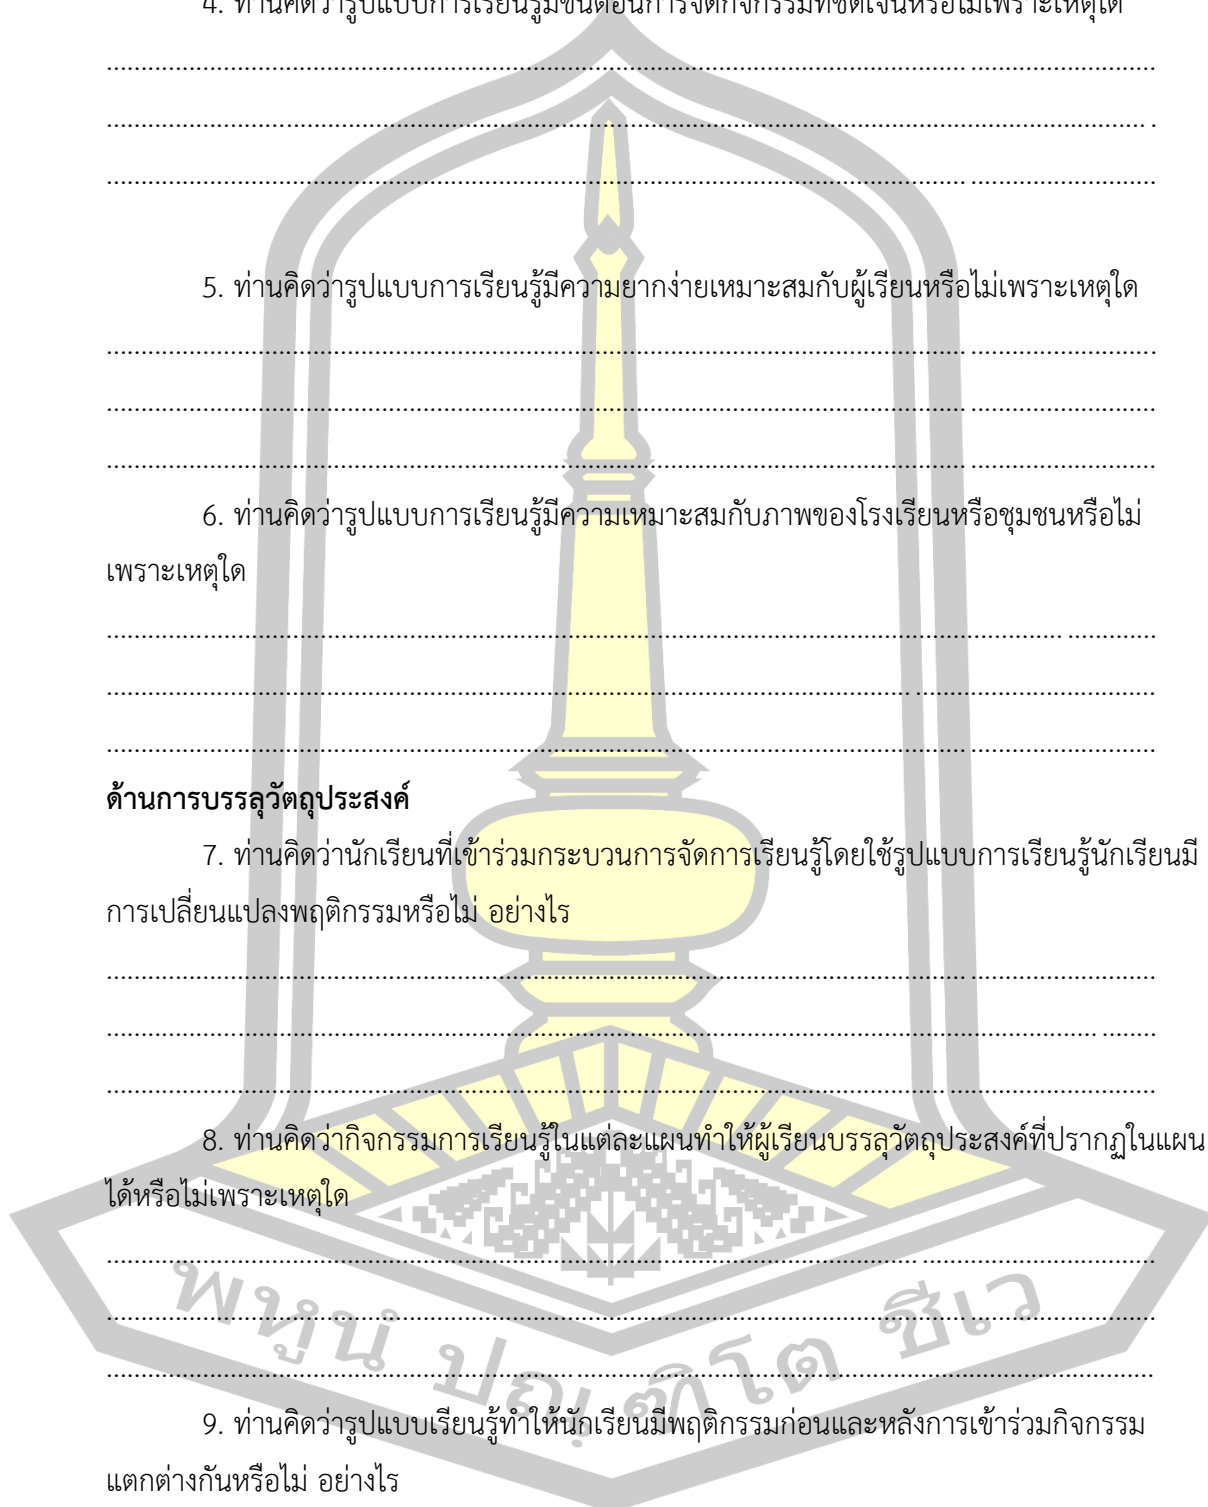 4. ท่านคิดว่ารูปแบบการเรียนรู้มีขั้นตอนการจัดกิจกรรมที่ชัดเจนหรือไม่เพราะเหตุใด
5. ท่านคิดว่ารูปแบบการเรียนรู้มีความยากง่ายเหมาะสมกับผู้เรียนหรือไม่เพราะเหตุใด
6. ท่านคิดว่ารูปแบบการเรียนรู้มีความเหมาะสมกับภาพของโรงเรียนหรือชุมชนหรือไม่
เพราะเหตุใด
ด้านการบรรลุวัตถุประสงค์
7. ท่านคิดว่านักเรียนที่เข้าร่วมกระบวนการจัดการเรียนรู้โดยใช้รูปแบบการเรียนรู้นักเรียนมี
การเปลี่ยนแปลงพฤติกรรมหรือไม่ อย่างไร
8. ท่านคิดว่ากิจกรรมการเรียนรู้ในแต่ละแผนทำให้ผู้เรียนบรรลุวัตถุประสงค์ที่ปรากฏในแผน
ได้หรือไม่เพราะเหตุใด
พหูนํ ปณฺฑิโต ชีเว
9. ท่านคิดว่ารูปแบบเรียนรู้ทำให้นักเรียนมีพฤติกรรมก่อนและหลังการเข้าร่วมกิจกรรม
แตกต่างกันหรือไม่ อย่างไร